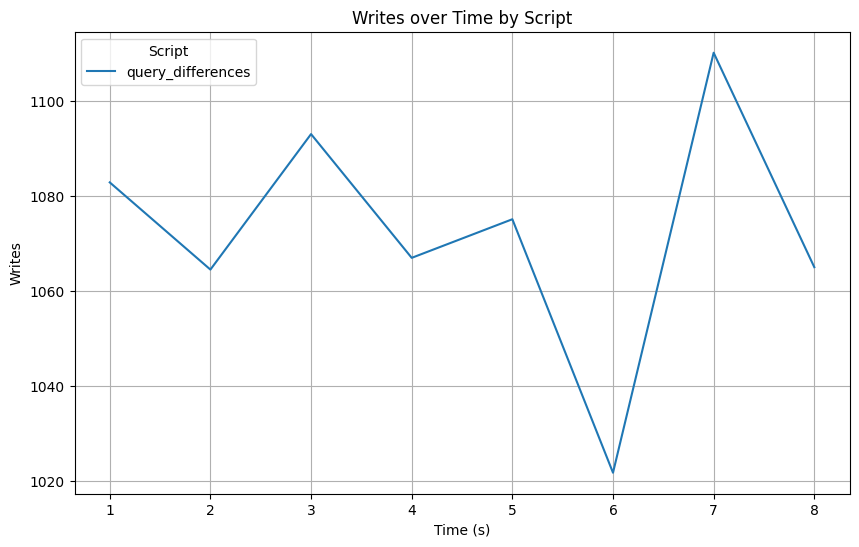 Writes over Time by Script
Script
query_differences
Writes
1100
1080
1060
1040
1020
1 2 3 4 5 6 7 8
Time (s)